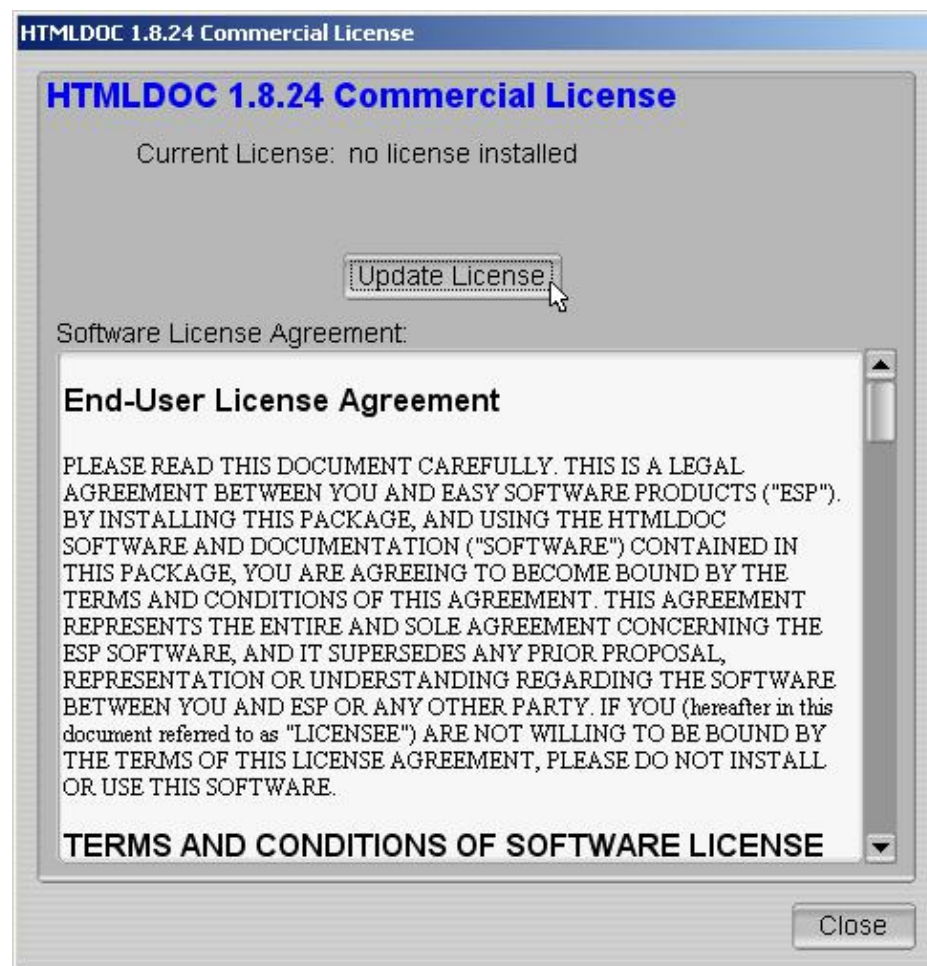 HTMLDOC 1.8.24 Commercial License
HTMLDOC 1.8.24 Commercial License
Current License: no license installed
Update License
Software License Agreement:
End-User License Agreement
PLEASE READ THIS DOCUMENT CAREFULLY. THIS IS A LEGAL
AGREEMENT BETWEEN YOU AND EASY SOFTWARE PRODUCTS ("ESP").
BY INSTALLING THIS PACKAGE, AND USING THE HTMLDOC
SOFTWARE AND DOCUMENTATION ("SOFTWARE") CONTAINED IN
THIS PACKAGE, YOU ARE AGREEING TO BECOME BOUND BY THE
TERMS AND CONDITIONS OF THIS AGREEMENT. THIS AGREEMENT
REPRESENTS THE ENTIRE AND SOLE AGREEMENT CONCERNING THE
ESP SOFTWARE, AND IT SUPERSEDES ANY PRIOR PROPOSAL,
REPRESENTATION OR UNDERSTANDING REGARDING THE SOFTWARE
BETWEEN YOU AND ESP OR ANY OTHER PARTY. IF YOU (hereafter in this
document referred to as "LICENSEE") ARE NOT WILLING TO BE BOUND BY
THE TERMS OF THIS LICENSE AGREEMENT, PLEASE DO NOT INSTALL
OR USE THIS SOFTWARE.
TERMS AND CONDITIONS OF SOFTWARE LICENSE
Close